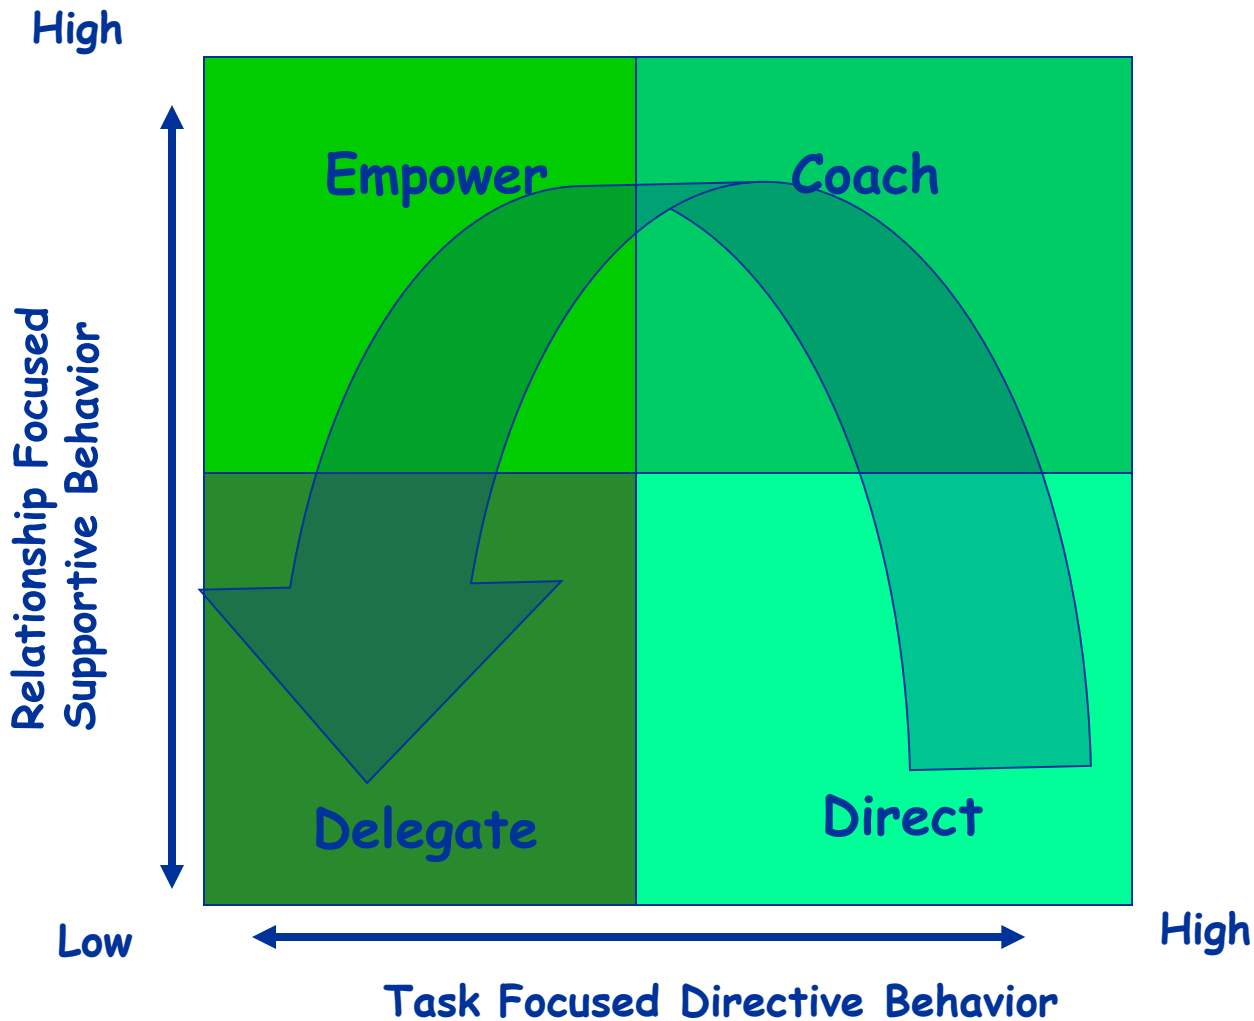 High
Empower
Coach
Relationship Focused
Supportive Behavior
Delegate
Direct
Low
High
Task Focused Directive Behavior